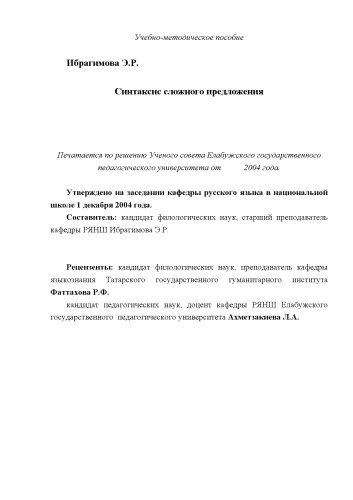 Учебно-методическое пособие
Ибрагимова Э.Р.
Синтаксис сложного предложения
Печатается по решению Ученого совета Елабужского государственного
педагогического университета от 2004 года.
Утверждено на заседании кафедры русского языка в национальной
школе 1 декабря 2004 года.
Составитель: кандидат филологических наук, старший преподаватель
кафедры РЯНШ Ибрагимова Э.Р.
Рецензенты: кандидат филологических наук, преподаватель кафедры
языкознания Татарского государственного гуманитарного института
Фаттахова Р.Ф.
кандидат педагогических наук, доцент кафедры РЯНШ Елабужского
государственного педагогического университета Ахметзакиева Л.А.